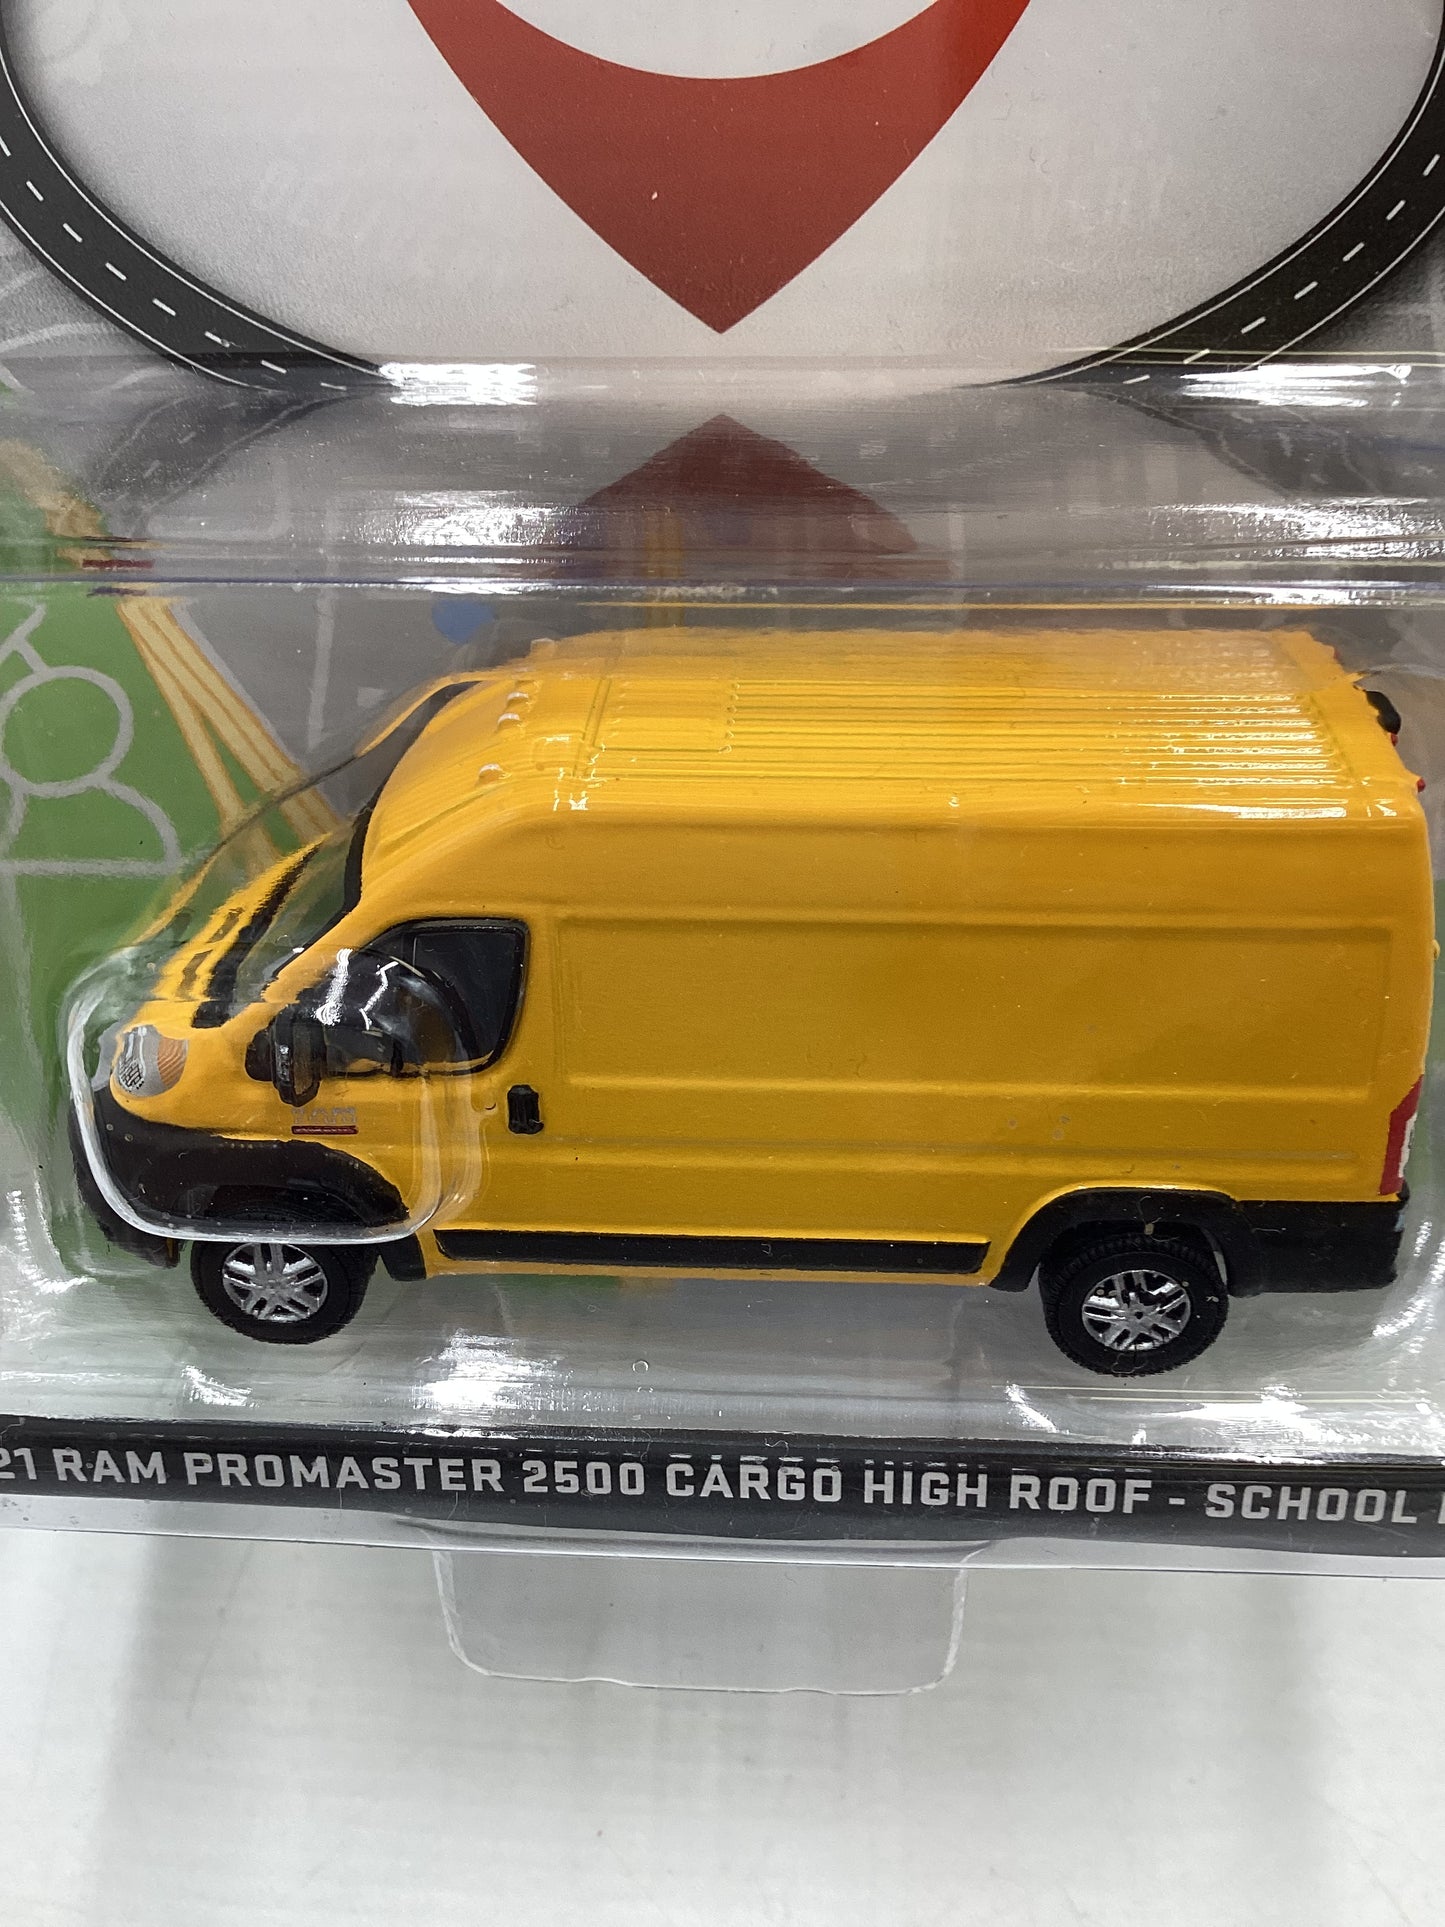 21 RAM PROMASTER 2500 CARGO HIGH ROOF - SCHOOL